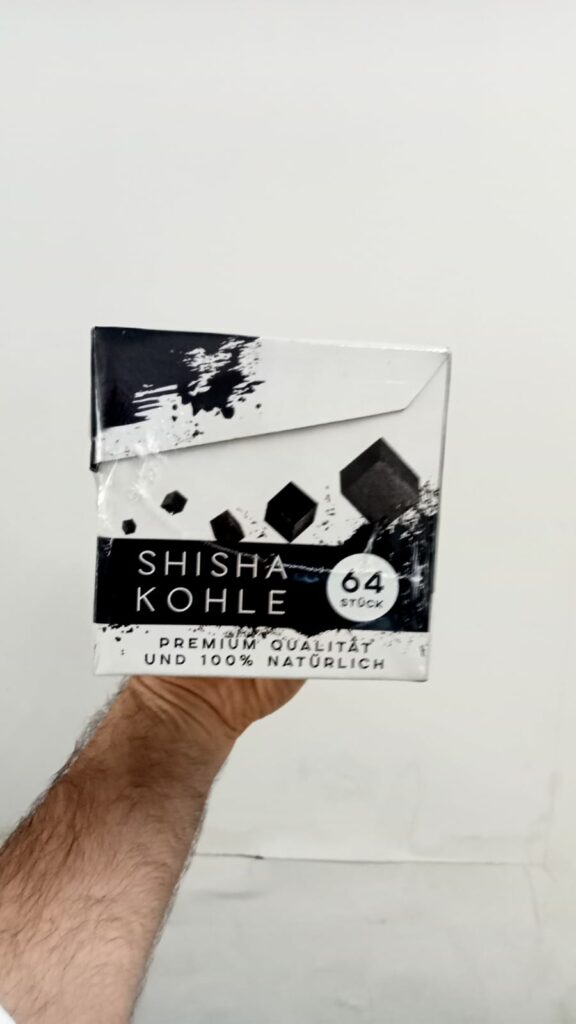 SHISHA
KOHLE
64
STÜCK
PREMIUM QUALITÄT
UND 100% NATÜRLICH